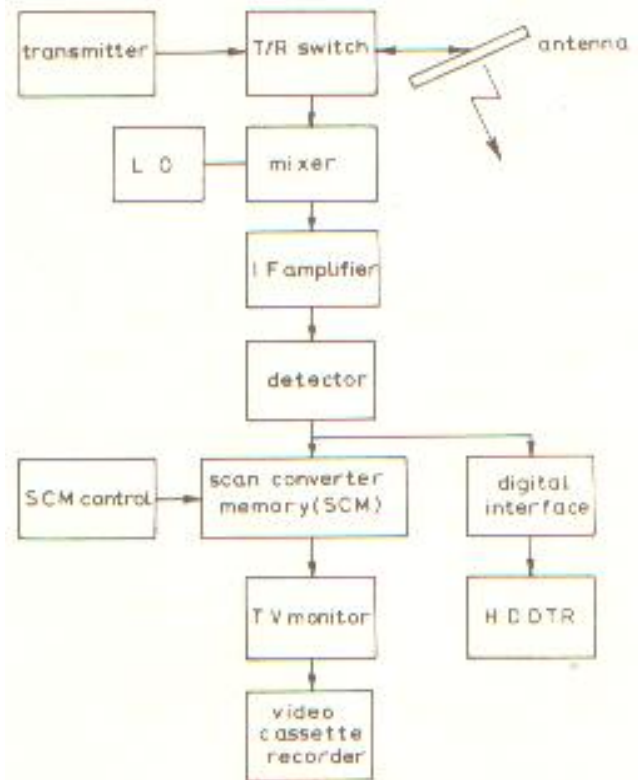 transmitter
T/R switch
antenna
L O
mixer
I F amplifier
detector
SCM control
scan converter
memory(SCM)
digital
interface
T V monitor
H D D T R
video
cassette
recorder